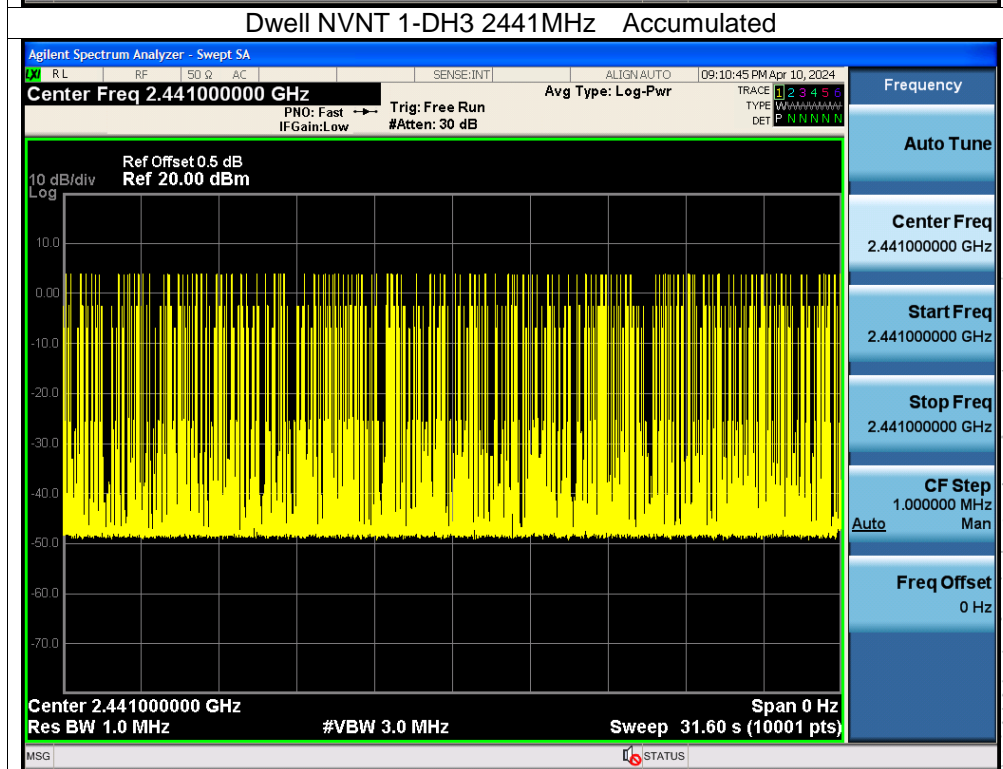 Dwell NVNT 1-DH3 2441MHz Accumulated
Agilent Spectrum Analyzer - Swept SA
LXI RL RF 50 Ω AC SENSE:INT ALIGN AUTO 09:10:45 PM Apr 10, 2024
Center Freq 2.441000000 GHz
PNO: Fast
IFGain:Low
Trig: Free Run
#Atten: 30 dB
Avg Type: Log-Pwr
TRACE 1 2 3 4 5 6
TYPE
DET P N N N N N
Frequency
Auto Tune
Center Freq
2.441000000 GHz
Start Freq
2.441000000 GHz
Stop Freq
2.441000000 GHz
CF Step
1.000000 MHz
Auto Man
Freq Offset
0 Hz
Ref Offset 0.5 dB
10 dB/div Ref 20.00 dBm
Log
10.0
0.00
-10.0
-20.0
-30.0
-40.0
-50.0
-60.0
-70.0
Center 2.441000000 GHz Span 0 Hz
Res BW 1.0 MHz #VBW 3.0 MHz Sweep 31.60 s (10001 pts)
MSG STATUS